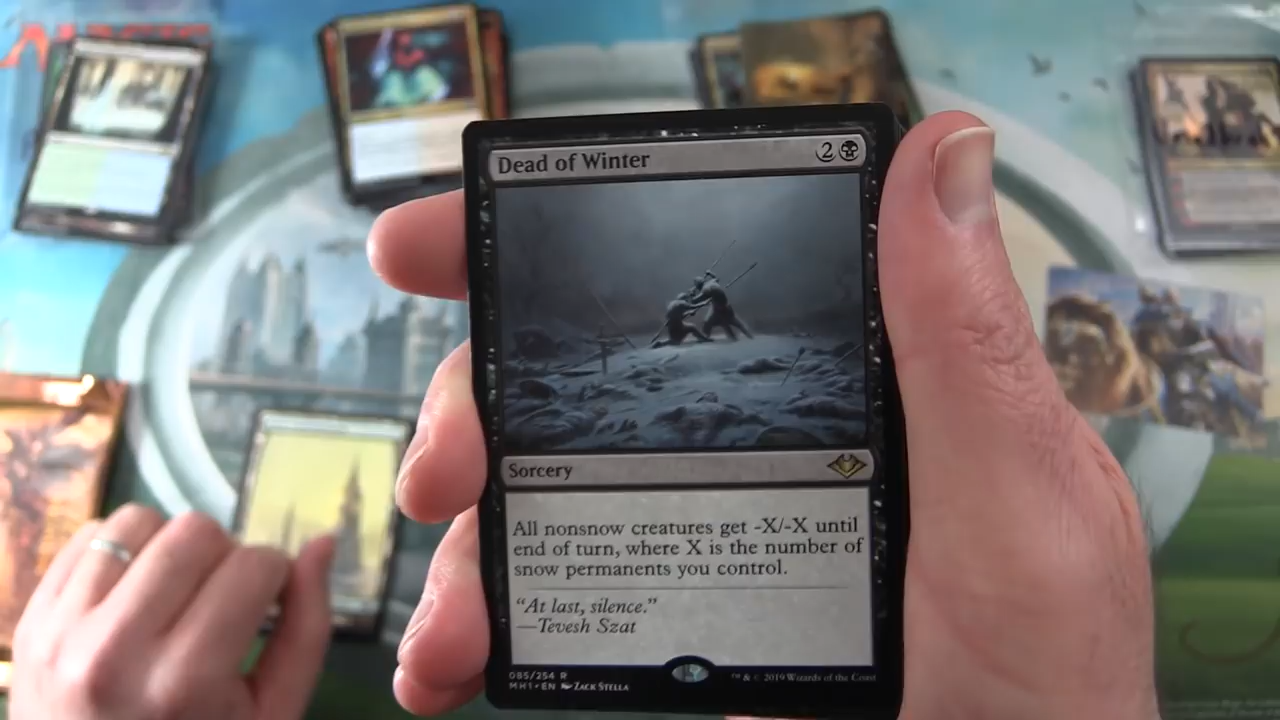 Dead of Winter 2
Sorcery
All nonsnow creatures get -X/-X until
end of turn, where X is the number of
snow permanents you control.
"At last, silence."
—Tevesh Szat
085/254 R
MH1 • EN ZACK STELLA
™ & © 2019 Wizards of the Coast